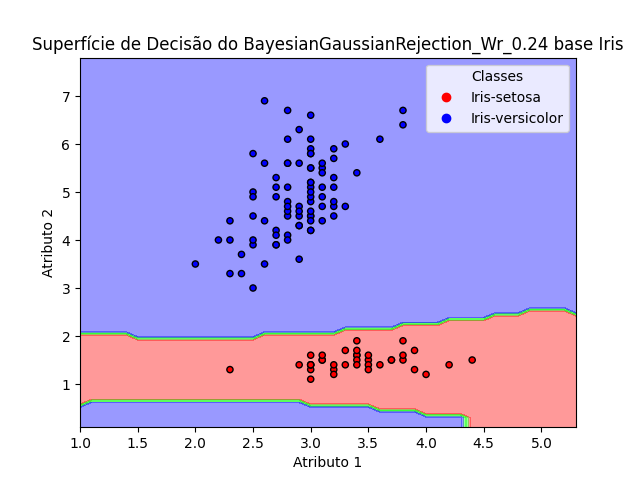 Superfície de Decisão do BayesianGaussianRejection_Wr_0.24 base Iris
Classes
Iris-setosa
Iris-versicolor
7
6
5
4
3
2
1
Atributo 2
1.0 1.5 2.0 2.5 3.0 3.5 4.0 4.5 5.0
Atributo 1